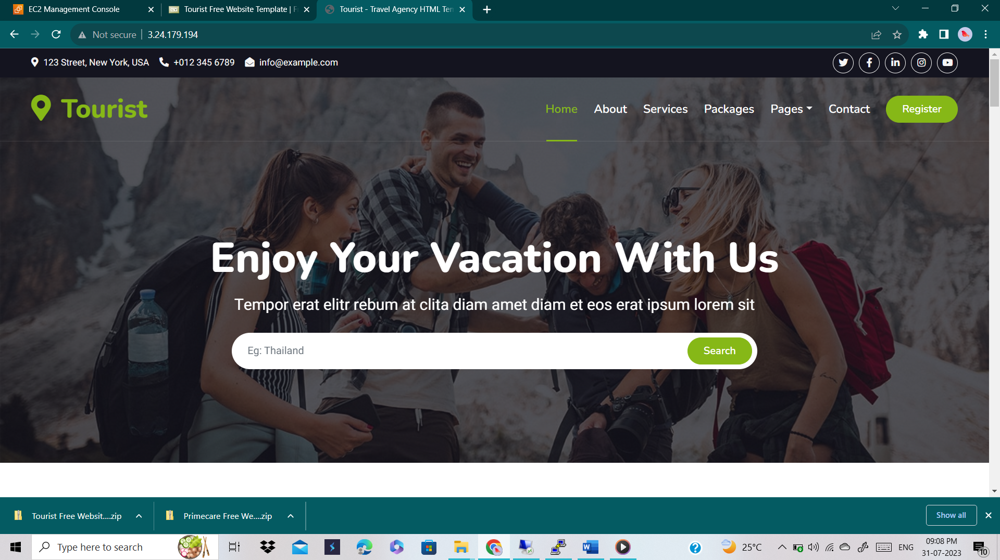 EC2 Management Console
Tourist Free Website Template | F
Tourist - Travel Agency HTML Tem
Not secure
3.24.179.194
123 Street, New York, USA
+012 345 6789
info@example.com
Tourist
Home
About
Services
Packages
Pages
Contact
Register
Enjoy Your Vacation With Us
Tempor erat elitr rebum at clita diam amet diam et eos erat ipsum lorem sit
Eg: Thailand
Search
Tourist Free Websit....zip
Primecare Free We....zip
Show all
Type here to search
25°C
ENG
09:08 PM
31-07-2023
10